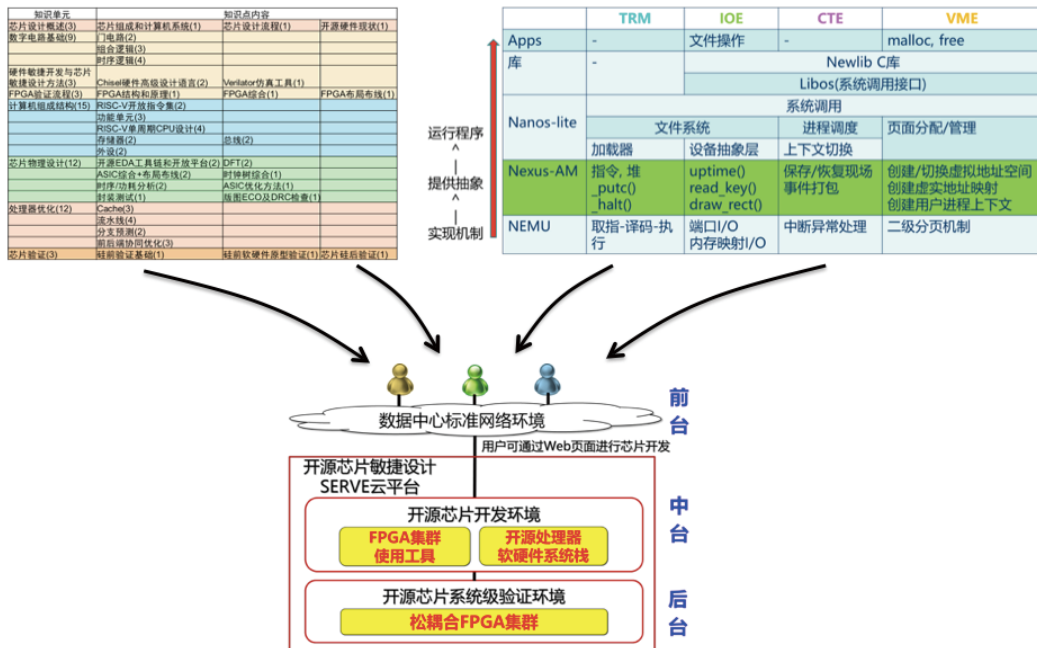 知识单元 知识点内容
芯片设计概述(3) 芯片组成和计算机系统(1) 芯片设计流程(1) 开源硬件现状(1)
数字电路基础(9) 门电路(2)
组合逻辑(3)
时序逻辑(4)
硬件敏捷开发与芯片
敏捷设计方法(3) Chisel硬件高级设计语言(2) Verilator仿真工具(1)
FPGA验证流程(3) FPGA结构和原理(1) FPGA综合(1) FPGA布局布线(1)
计算机组成结构(15) RISC-V开放指令集(2)
功能单元(3)
RISC-V单周期CPU设计(4)
存储器(2) 总线(2)
外设(2)
芯片物理设计(12) 开源EDA工具链和开放平台(2) DFT(2)
ASIC综合+布局布线(2) 时钟树综合(1)
时序/功耗分析(2) ASIC优化方法(1)
封装测试(1) 版图ECO及DRC检查(1)
处理器优化(12) Cache(3)
流水线(4)
分支预测(2)
前后端协同优化(3)
芯片验证(3) 硅前验证基础(1) 硅前软硬件原型验证(1) 芯片硅后验证(1)
运行程序
^
|
提供抽象
^
|
实现机制
TRM IOE CTE VME
Apps - 文件操作 - malloc, free
库 - Newlib C库
Libos(系统调用接口)
Nanos-lite 系统调用
文件系统 进程调度 页面分配/管理
加载器 设备抽象层 上下文切换
Nexus-AM 指令, 堆 uptime() 保存/恢复现场 创建/切换虚拟地址空间
_putc() read_key() 事件打包 创建虚实地址映射
_halt() draw_rect() 创建用户进程上下文
NEMU 取指-译码-执 端口I/O 中断异常处理 二级分页机制
行 内存映射I/O
前
台
数据中心标准网络环境
用户可通过Web页面进行芯片开发
开源芯片敏捷设计
SERVE云平台
中
台
开源芯片开发环境
FPGA集群 开源处理器
使用工具 软硬件系统栈
后
台
开源芯片系统级验证环境
松耦合FPGA集群